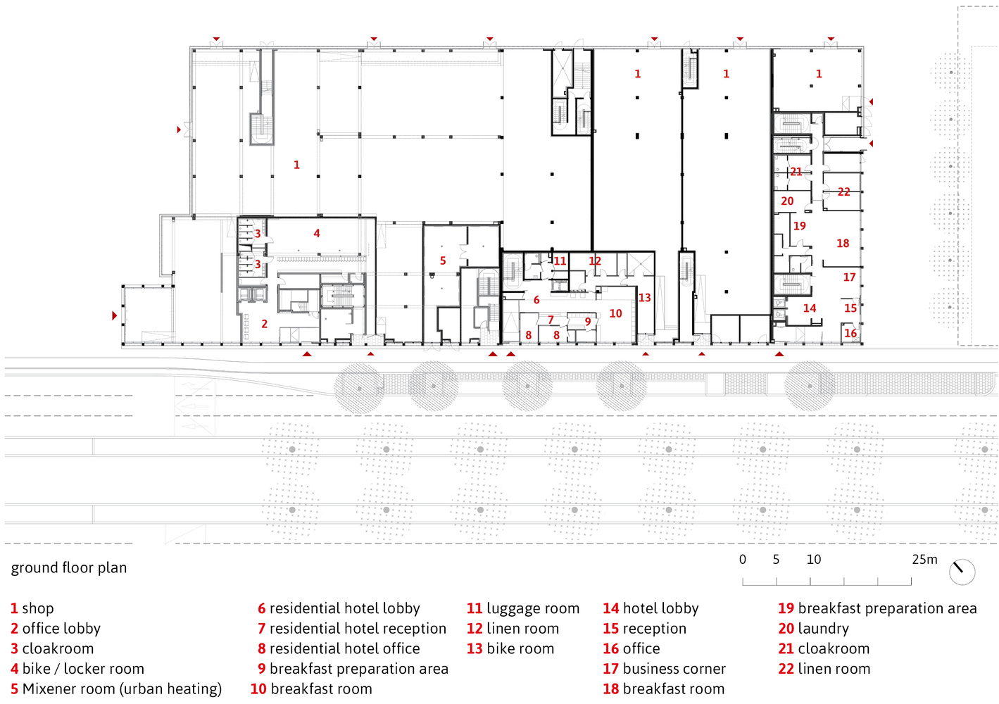 1
1
1
1
21
22
20
19
18
3
4
3
5
11
12
17
6
13
14
15
10
2
7
9
8
8
16
0 5 10 25m
ground floor plan
1 shop
2 office lobby
3 cloakroom
4 bike / locker room
5 Mixener room (urban heating)
6 residential hotel lobby
7 residential hotel reception
8 residential hotel office
9 breakfast preparation area
10 breakfast room
11 luggage room
12 linen room
13 bike room
14 hotel lobby
15 reception
16 office
17 business corner
18 breakfast room
19 breakfast preparation area
20 laundry
21 cloakroom
22 linen room